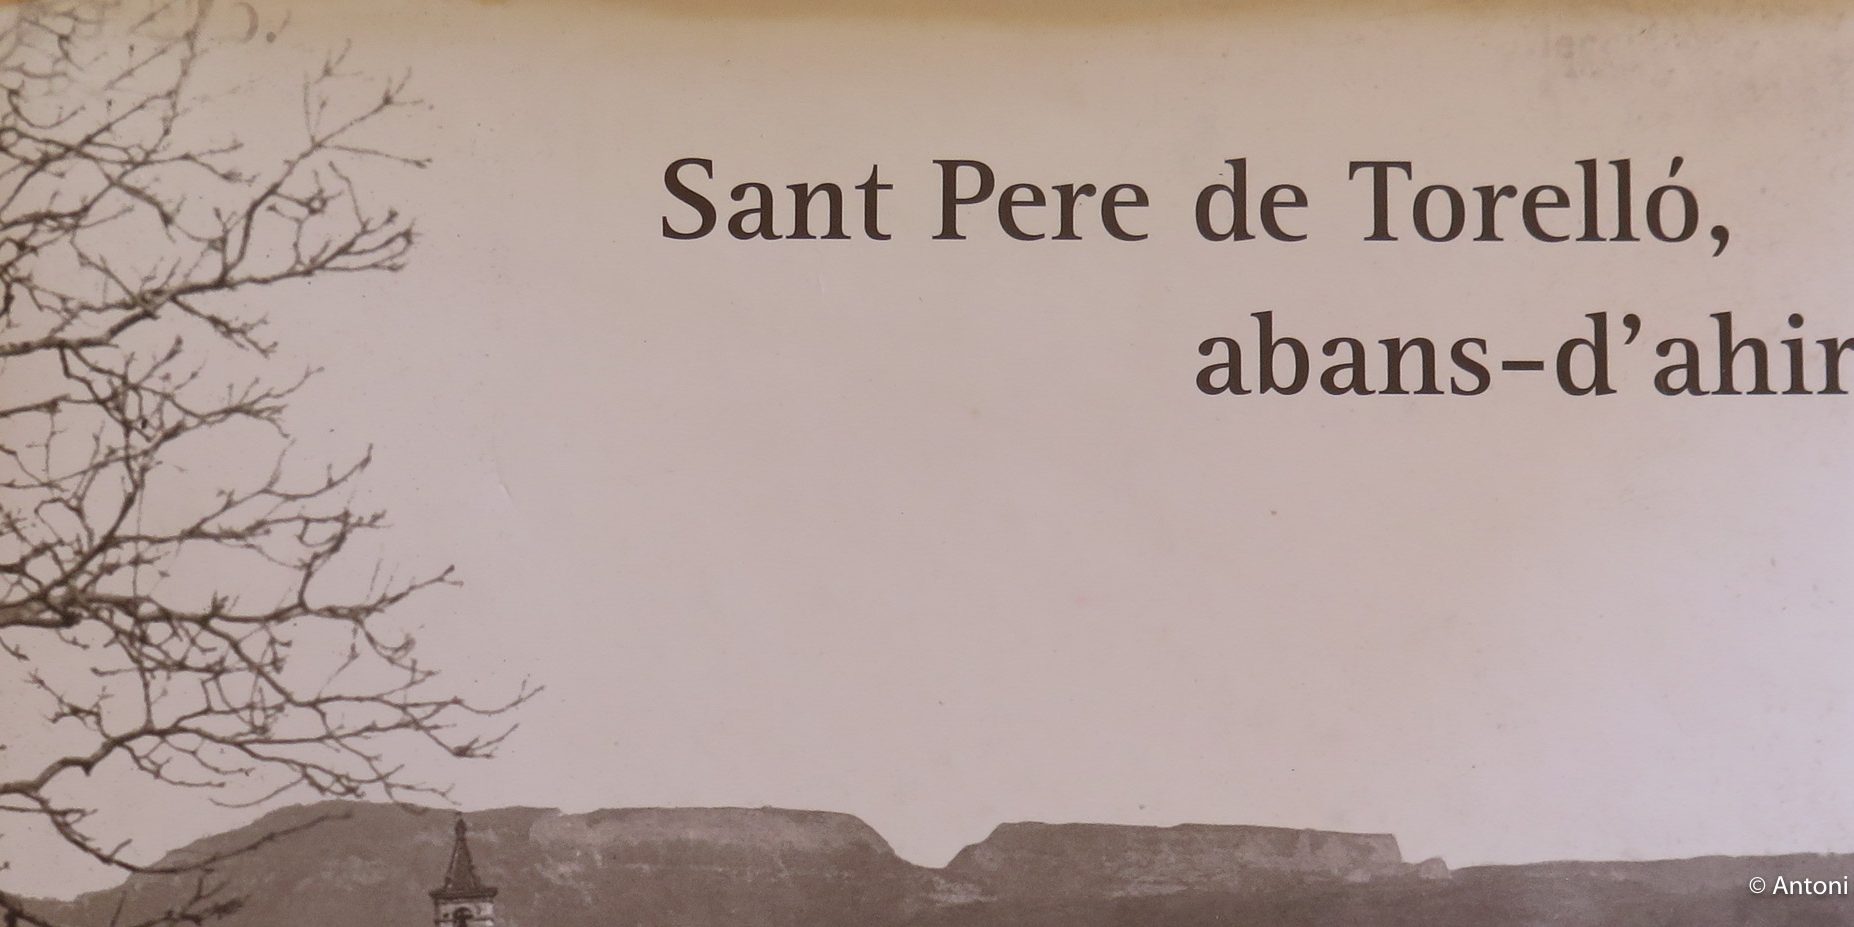 Sant Pere de Torelló,
abans-d’ahir
© Antoni